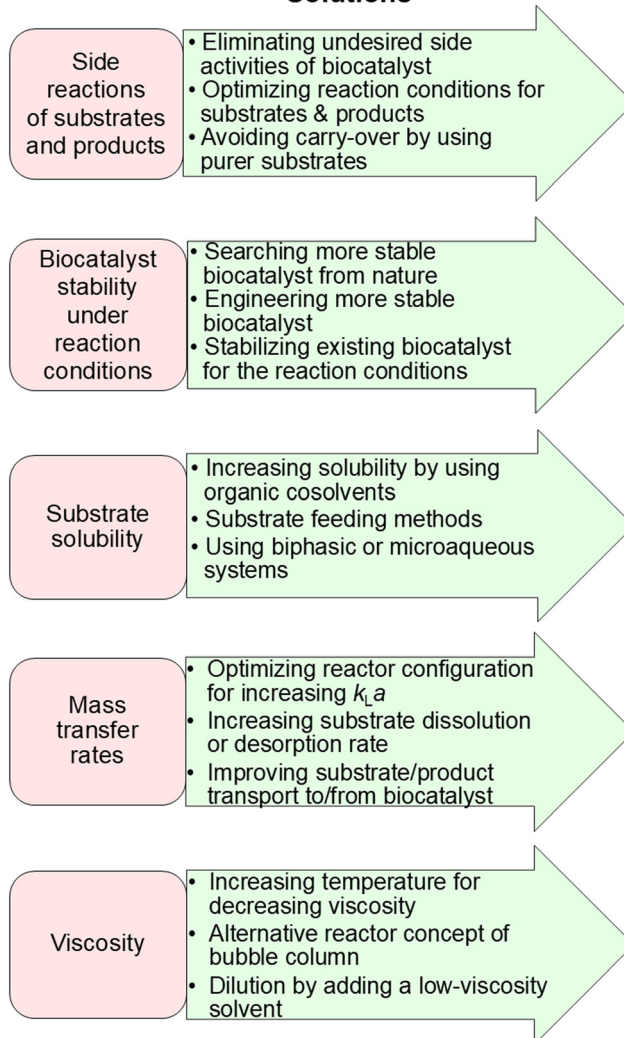 Solutions
Side
reactions
of substrates
and products
• Eliminating undesired side
activities of biocatalyst
• Optimizing reaction conditions for
substrates & products
• Avoiding carry-over by using
purer substrates
Biocatalyst
stability
under
reaction
conditions
• Searching more stable
biocatalyst from nature
• Engineering more stable
biocatalyst
• Stabilizing existing biocatalyst
for the reaction conditions
Substrate
solubility
• Increasing solubility by using
organic cosolvents
• Substrate feeding methods
• Using biphasic or microaqueous
systems
Mass
transfer
rates
• Optimizing reactor configuration
for increasing kLa
• Increasing substrate dissolution
or desorption rate
• Improving substrate/product
transport to/from biocatalyst
Viscosity
• Increasing temperature for
decreasing viscosity
• Alternative reactor concept of
bubble column
• Dilution by adding a low-viscosity
solvent